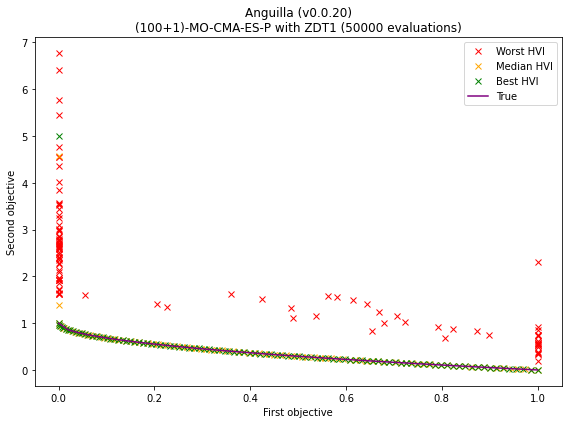 Anguilla (v0.0.20)
(100+1)-MO-CMA-ES-P with ZDT1 (50000 evaluations)
Worst HVI
Median HVI
Best HVI
True
Second objective
7
6
5
4
3
2
1
0
0.0
0.2
0.4
0.6
0.8
1.0
First objective